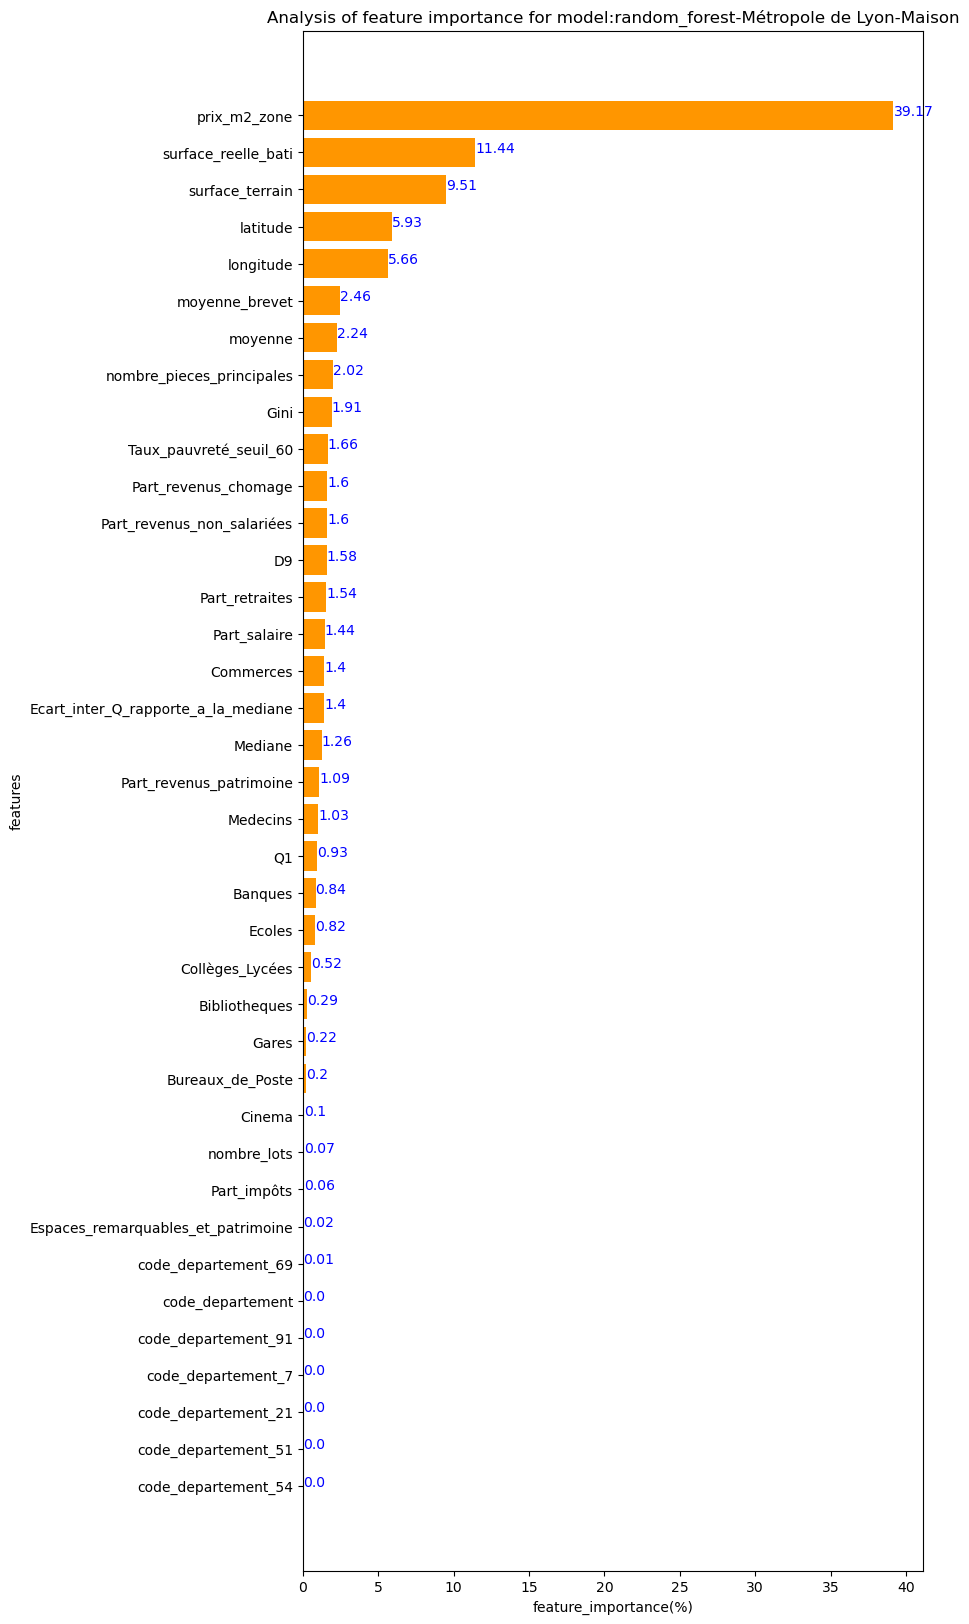 Analysis of feature importance for model:random_forest-Métropole de Lyon-Maison
features
prix_m2_zone 39.17
surface_reelle_bati 11.44
surface_terrain 9.51
latitude 5.93
longitude 5.66
moyenne_brevet 2.46
moyenne 2.24
nombre_pieces_principales 2.02
Gini 1.91
Taux_pauvreté_seuil_60 1.66
Part_revenus_chomage 1.6
Part_revenus_non_salariées 1.6
D9 1.58
Part_retraites 1.54
Part_salaire 1.44
Commerces 1.4
Ecart_inter_Q_rapporte_a_la_mediane 1.4
Mediane 1.26
Part_revenus_patrimoine 1.09
Medecins 1.03
Q1 0.93
Banques 0.84
Ecoles 0.82
Collèges_Lycées 0.52
Bibliotheques 0.29
Gares 0.22
Bureaux_de_Poste 0.2
Cinema 0.1
nombre_lots 0.07
Part_impôts 0.06
Espaces_remarquables_et_patrimoine 0.02
code_departement_69 0.01
code_departement 0.0
code_departement_91 0.0
code_departement_7 0.0
code_departement_21 0.0
code_departement_51 0.0
code_departement_54 0.0
0 5 10 15 20 25 30 35 40
feature_importance(%)